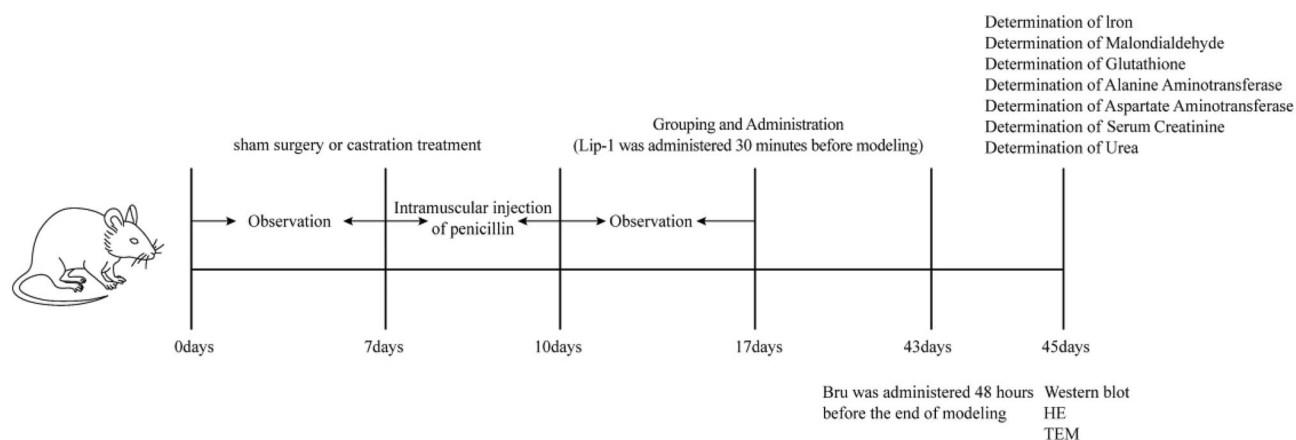 Determination of Iron
Determination of Malondialdehyde
Determination of Glutathione
Determination of Alanine Aminotransferase
Determination of Aspartate Aminotransferase
Determination of Serum Creatinine
Determination of Urea
sham surgery or castration treatment
Grouping and Administration
(Lip-1 was administered 30 minutes before modeling)
Observation
Intramuscular injection
of penicillin
Observation
0days
7days
10days
17days
43days
45days
Bru was administered 48 hours
before the end of modeling
Western blot
HE
TEM